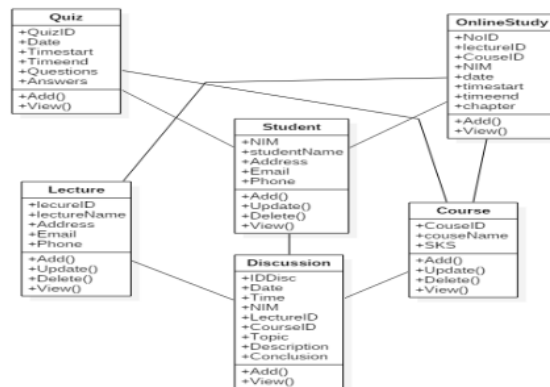 Quiz
+QuizID
+Date
+Timestart
+Timeend
+Questions
+Answers
+Add()
+View()
OnlineStudy
+NoID
+lectureID
+CouseID
+NIM
+date
+timestart
+timeend
+chapter
+Add()
+View()
Student
+NIM
+studentName
+Address
+Email
+Phone
+Add()
+Update()
+Delete()
+View()
Lecture
+lecureID
+lectureName
+Address
+Email
+Phone
+Add()
+Update()
+Delete()
+View()
Course
+CouseID
+couseName
+SKS
+Add()
+Update()
+Delete()
+View()
Discussion
+IDDisc
+Date
+Time
+NIM
+LectureID
+CourseID
+Topic
+Description
+Conclusion
+Add()
+View()